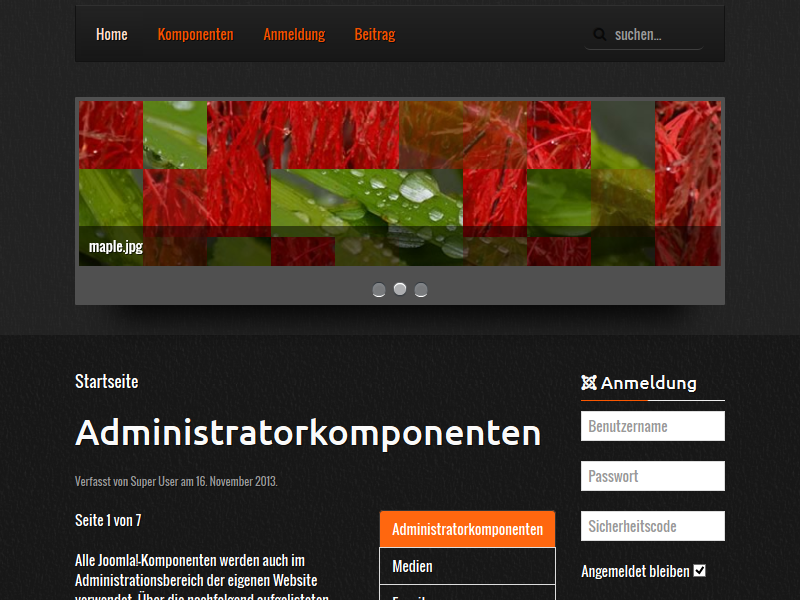 Home Komponenten Anmeldung Beitrag suchen...
maple.jpg
Startseite
Administratorkomponenten
Verfasst von Super User am 16. November 2013.
Seite 1 von 7
Alle Joomla!-Komponenten werden auch im
Administrationsbereich der eigenen Website
verwendet. Über die nachfolgend aufgelisteten
Administratorkomponenten
Medien
Anmeldung
Benutzername
Passwort
Sicherheitscode
Angemeldet bleiben